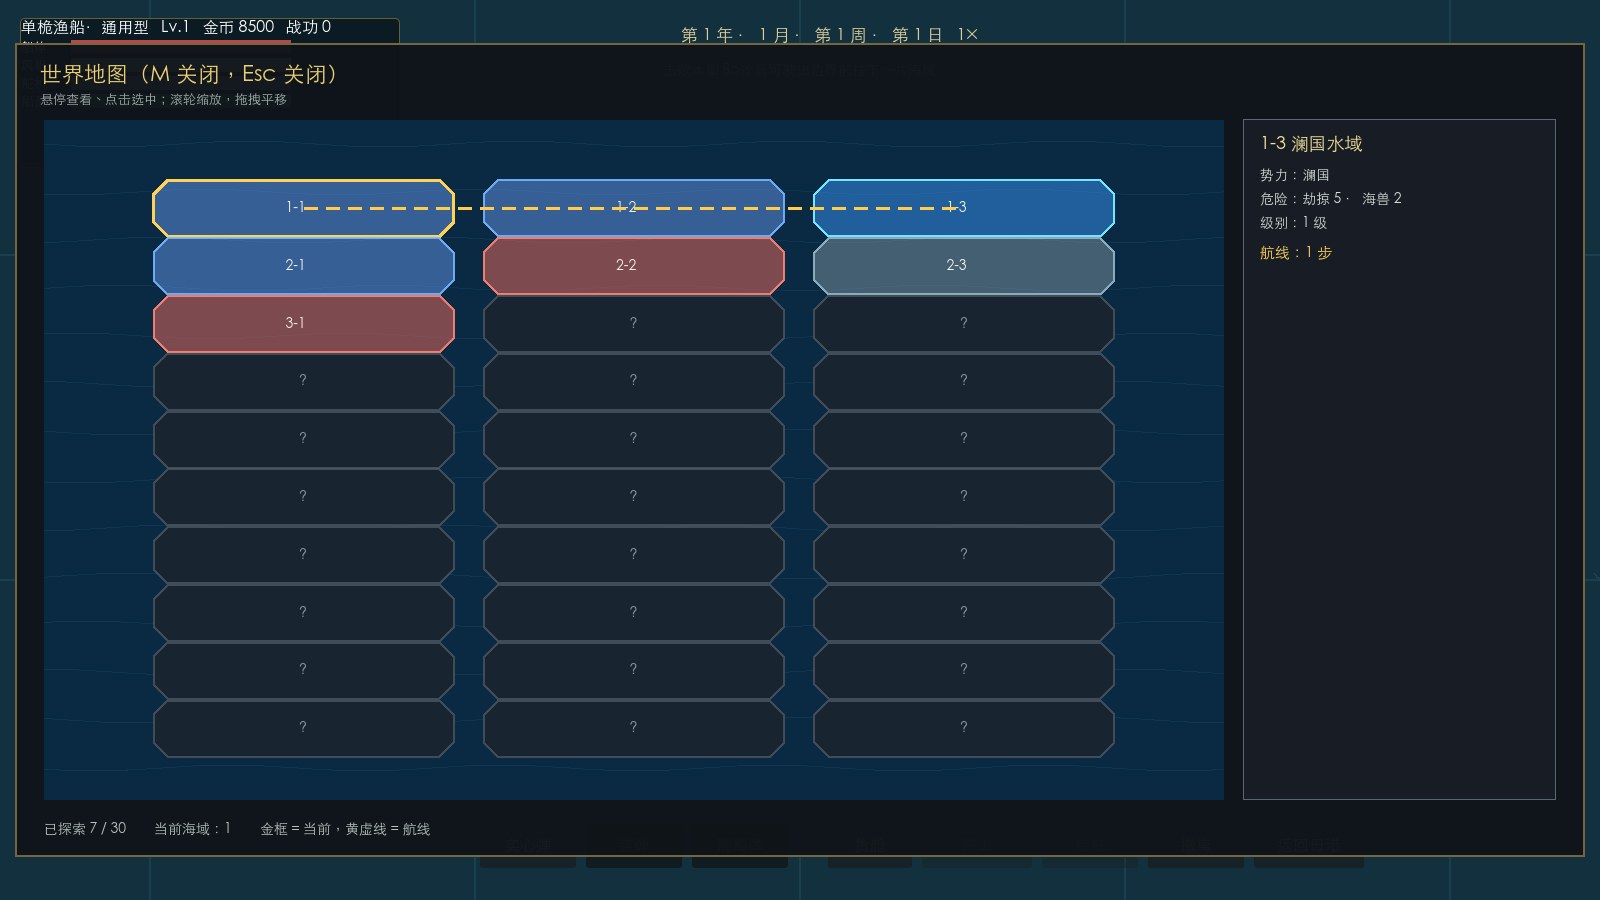 单桅渔船· 通用型 Lv.1 金币 8500 战功 0
第 1 年· 1 月· 第 1 周· 第 1 日 1×
世界地图（M 关闭，Esc 关闭）
悬停查看、点击选中；滚轮缩放，拖拽平移
1-1 1-2 1-3
2-1 2-2 2-3
3-1 ? ?
? ? ?
? ? ?
? ? ?
? ? ?
? ? ?
? ? ?
? ? ?
1-3 澜国水域
势力：澜国
危险：劫掠 5· 海兽 2
级别：1 级
航线：1 步
已探索 7 / 30 当前海域：1 金框 = 当前，黄虚线 = 航线